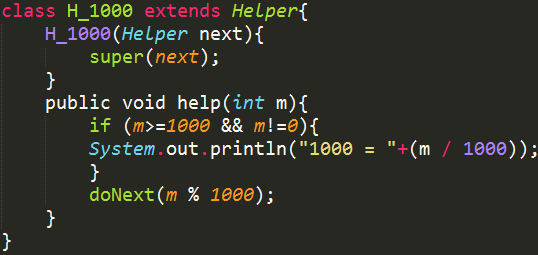 class H_1000 extends Helper{
    H_1000(Helper next){
        super(next);
    }
    public void help(int m){
        if (m>=1000 && m!=0){
        System.out.println("1000 = "+(m / 1000));
        }
        doNext(m % 1000);
    }
}